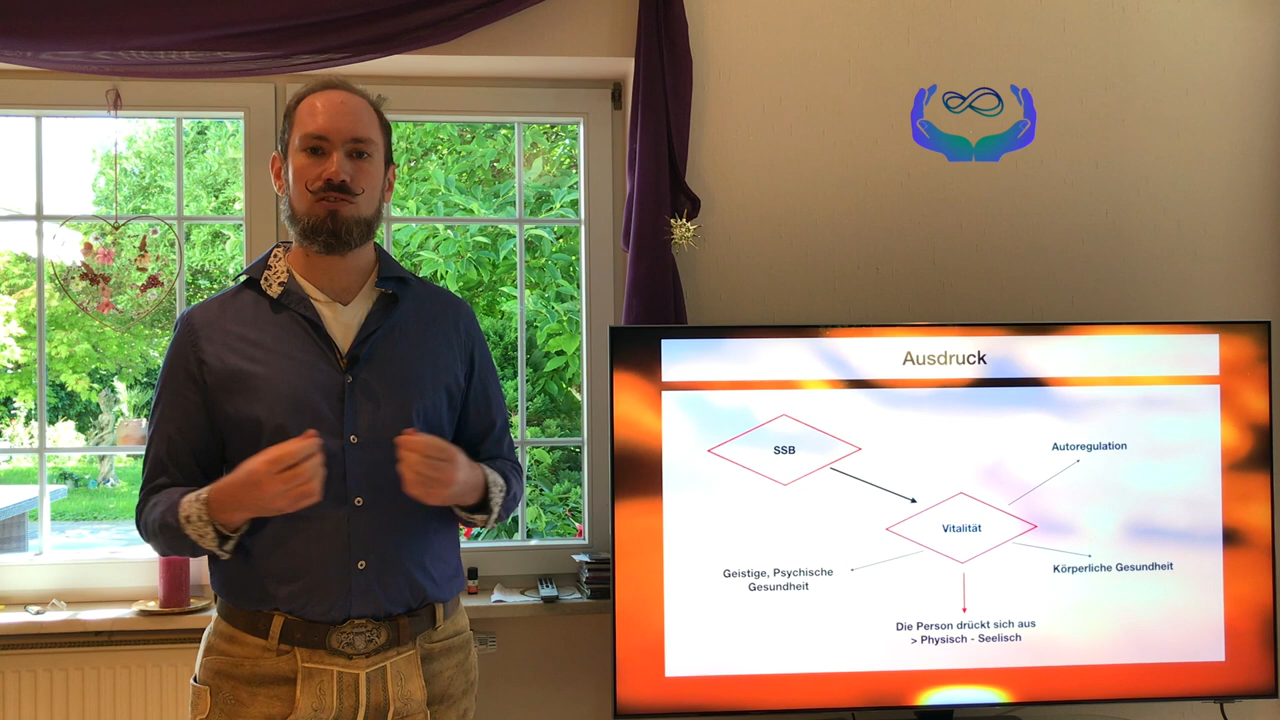 Ausdruck
SSB
Autoregulation
Vitalität
Geistige, Psychische
Gesundheit
Körperliche Gesundheit
Die Person drückt sich aus
> Physisch - Seelisch